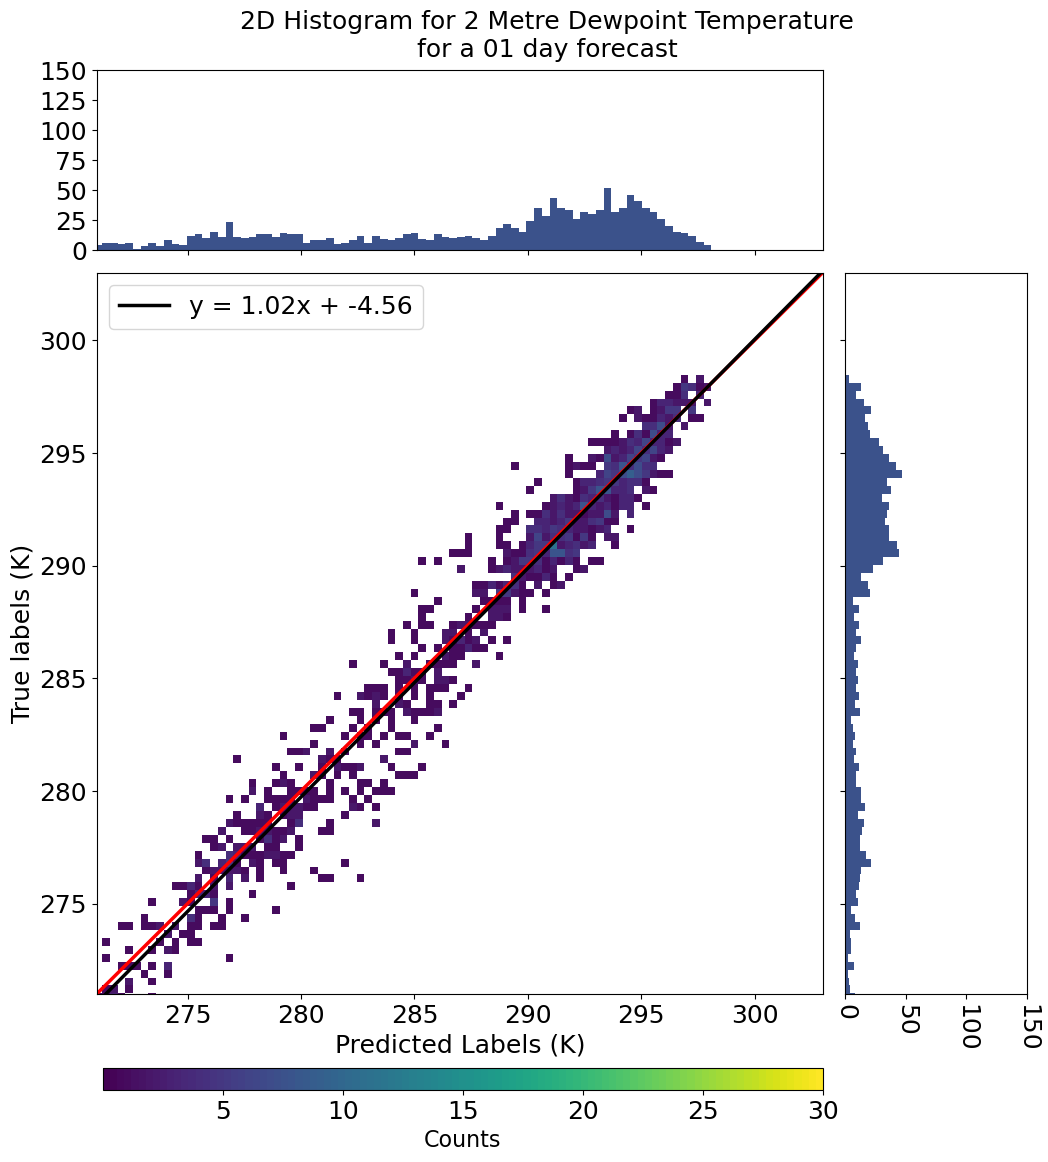 2D Histogram for 2 Metre Dewpoint Temperature
for a 01 day forecast
150
125
100
75
50
25
0
y = 1.02x + -4.56
300
295
290
285
280
275
True labels (K)
275 280 285 290 295 300
Predicted Labels (K)
0 50 100 150
5 10 15 20 25 30
Counts